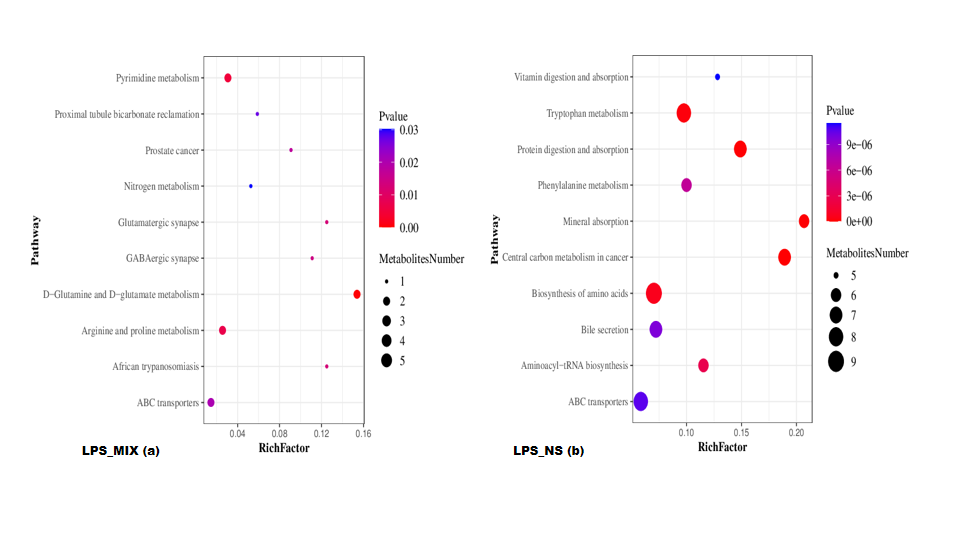 Pathway
Pyrimidine metabolism
Proximal tubule bicarbonate reclamation
Prostate cancer
Nitrogen metabolism
Glutamatergic synapse
GABAergic synapse
D−Glutamine and D−glutamate metabolism
Arginine and proline metabolism
African trypanosomiasis
ABC transporters
0.04 0.08 0.12 0.16
RichFactor
Pvalue
0.03
0.02
0.01
0.00
MetabolitesNumber
1
2
3
4
5
LPS_MIX (a)
Pathway
Vitamin digestion and absorption
Tryptophan metabolism
Protein digestion and absorption
Phenylalanine metabolism
Mineral absorption
Central carbon metabolism in cancer
Biosynthesis of amino acids
Bile secretion
Aminoacyl−tRNA biosynthesis
ABC transporters
0.10 0.15 0.20
RichFactor
Pvalue
9e−06
6e−06
3e−06
0e+00
MetabolitesNumber
5
6
7
8
9
LPS_NS (b)